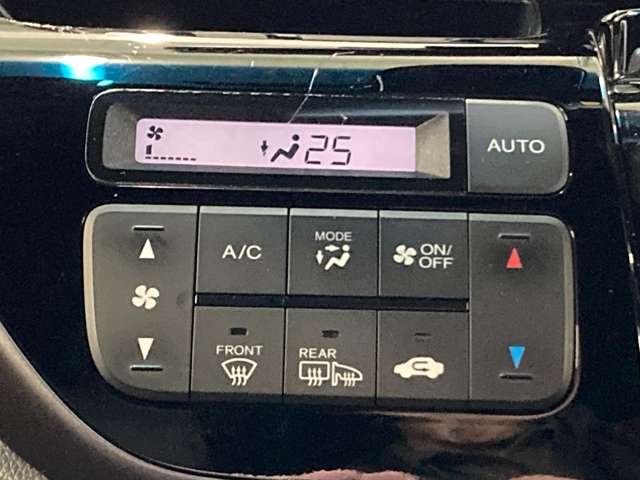 25
AUTO
A/C
MODE
ON/
OFF
FRONT
REAR